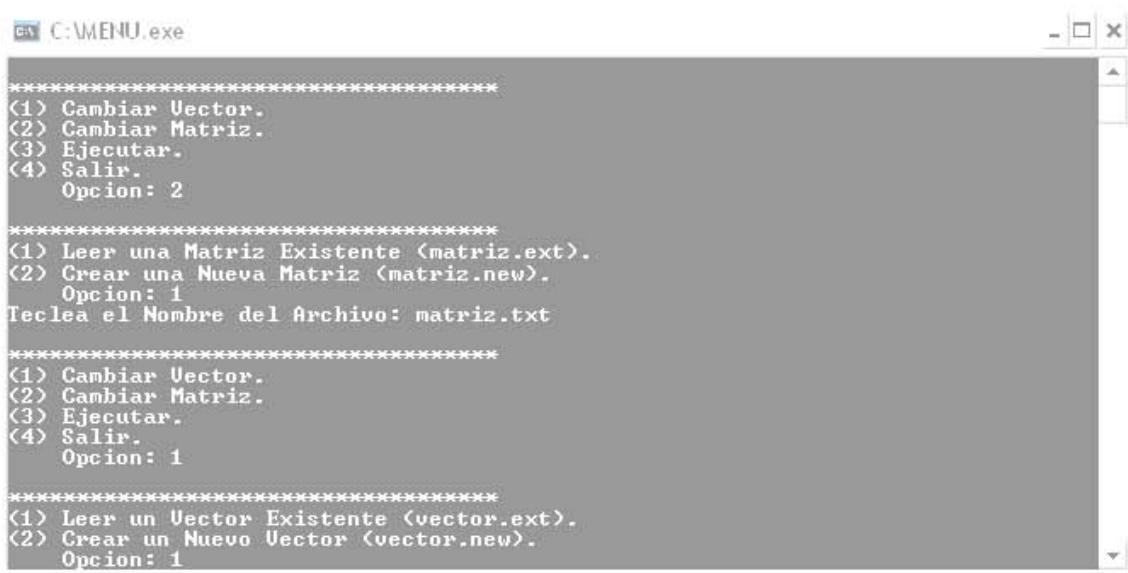 C:\MENU.exe
************************************
(1) Cambiar Vector.
(2) Cambiar Matriz.
(3) Ejecutar.
(4) Salir.
Opcion: 2
************************************
(1) Leer una Matriz Existente (matriz.ext).
(2) Crear una Nueva Matriz (matriz.new).
Opcion: 1
Teclea el Nombre del Archivo: matriz.txt
************************************
(1) Cambiar Vector.
(2) Cambiar Matriz.
(3) Ejecutar.
(4) Salir.
Opcion: 1
************************************
(1) Leer un Vector Existente (vector.ext).
(2) Crear un Nuevo Vector (vector.new).
Opcion: 1